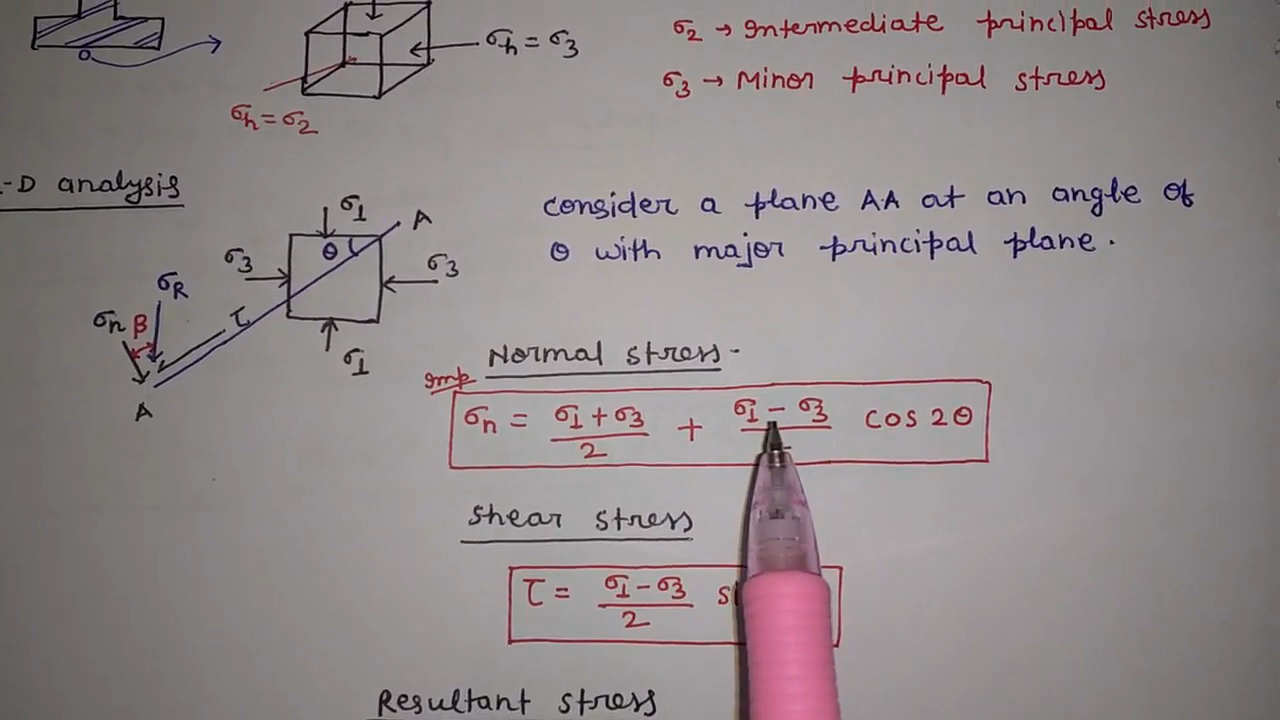 σ2 → Intermediate principal stress
σh = σ3
σ3 → Minor principal stress
σh = σ2
-D analysis
Consider a plane AA at an angle of
θ with major principal plane.
σ1
A
θ
σ3
σ3
σR
σn β
τ
σ1
A
Normal stress-
Imp
σn = σ1 + σ3 / 2 + σ1 - σ3 / cos 2θ
Shear stress
τ = σ1 - σ3 / 2 s
Resultant stress